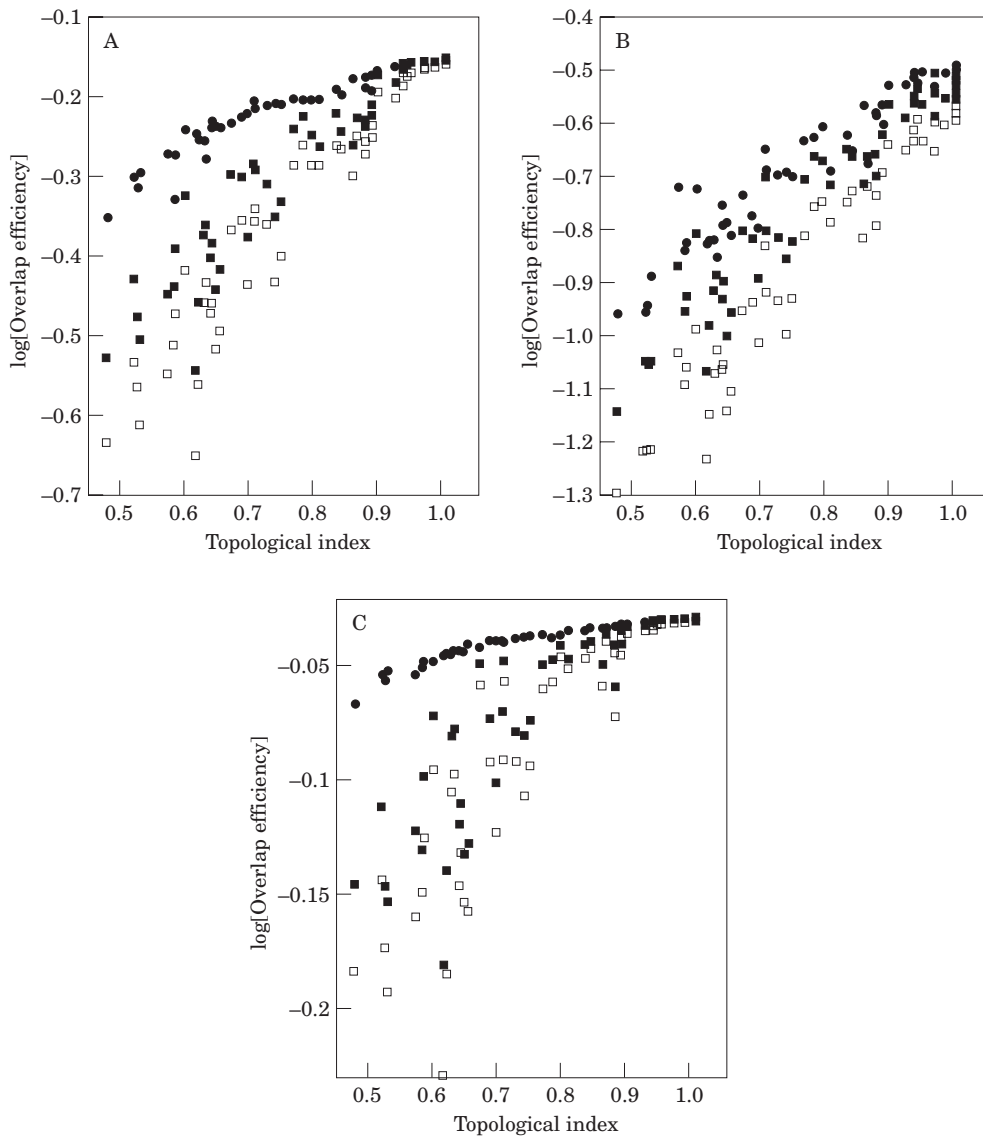 A
−0.1
−0.2
−0.3
−0.4
−0.5
−0.6
−0.7
log[Overlap efficiency]
0.5 0.6 0.7 0.8 0.9 1.0
Topological index
B
−0.4
−0.5
−0.6
−0.7
−0.8
−0.9
−1.0
−1.1
−1.2
−1.3
log[Overlap efficiency]
0.5 0.6 0.7 0.8 0.9 1.0
Topological index
C
−0.05
−0.1
−0.15
−0.2
log[Overlap efficiency]
0.5 0.6 0.7 0.8 0.9 1.0
Topological index